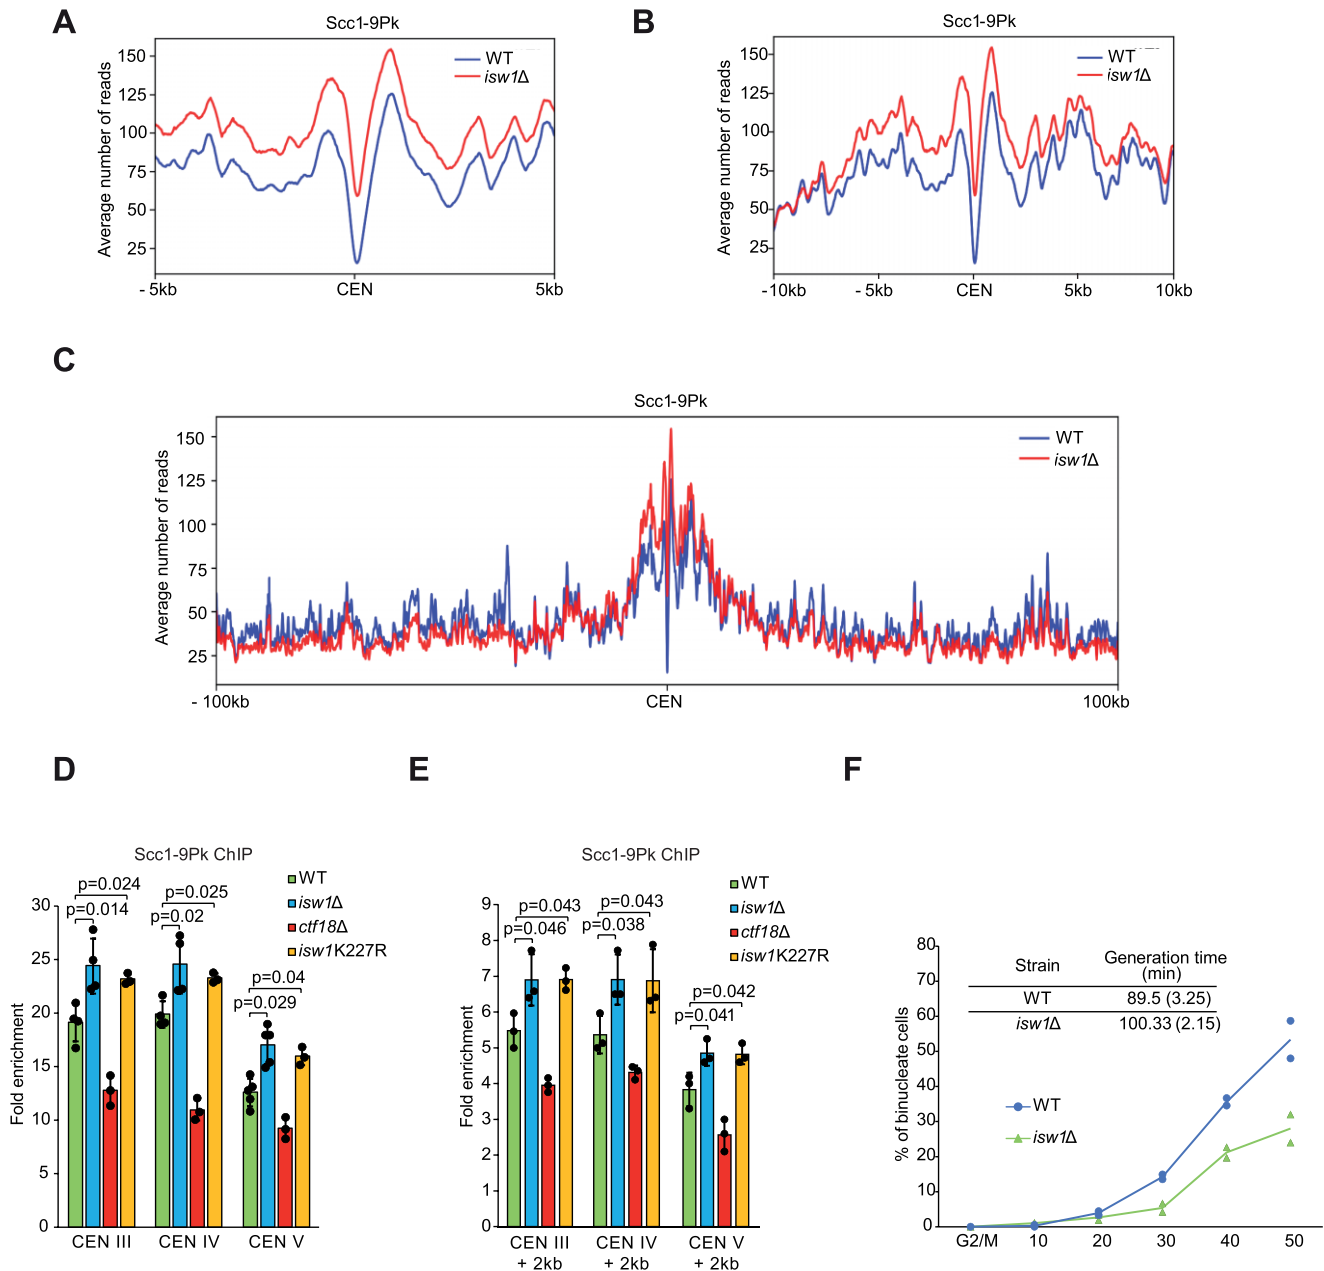 A
Scc1-9Pk
Average number of reads
150
125
100
75
50
25
WT
isw1Δ
- 5kb
CEN
5kb
B
Scc1-9Pk
Average number of reads
150
125
100
75
50
25
WT
isw1Δ
-10kb
- 5kb
CEN
5kb
10kb
C
Scc1-9Pk
Average number of reads
150
125
100
75
50
25
WT
isw1Δ
- 100kb
CEN
100kb
D
Scc1-9Pk ChIP
WT
isw1Δ
ctf18Δ
isw1K227R
Fold enrichment
30
25
20
15
10
5
0
p=0.024
p=0.014
p=0.025
p=0.02
p=0.04
p=0.029
CEN III
CEN IV
CEN V
E
Scc1-9Pk ChIP
WT
isw1Δ
ctf18Δ
isw1K227R
Fold enrichment
9
8
7
6
5
4
3
2
1
0
p=0.043
p=0.046
p=0.043
p=0.038
p=0.042
p=0.041
CEN III
+ 2kb
CEN IV
+ 2kb
CEN V
+ 2kb
F
% of binucleate cells
80
70
60
50
40
30
20
10
0
Strain
Generation time
(min)
WT
89.5 (3.25)
isw1Δ
100.33 (2.15)
WT
isw1Δ
G2/M
10
20
30
40
50